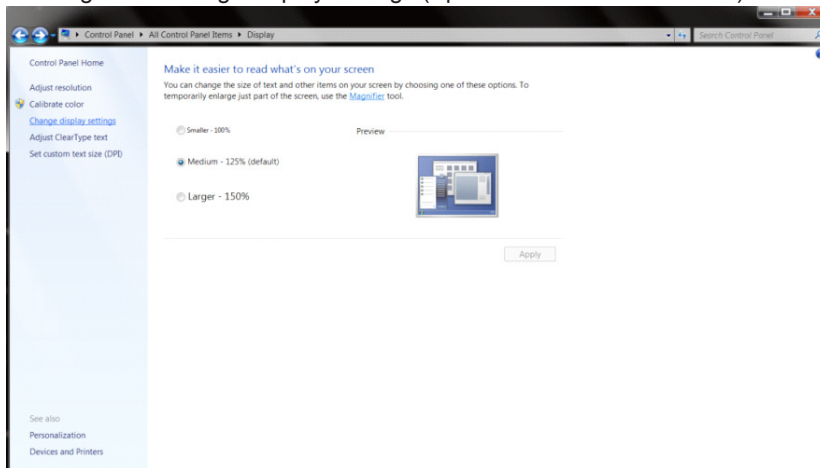 Control Panel ▸ All Control Panel Items ▸ Display
Search Control Panel
Control Panel Home
Adjust resolution
Calibrate color
Change display settings
Adjust ClearType text
Set custom text size (DPI)
See also
Personalization
Devices and Printers
Make it easier to read what's on your screen
You can change the size of text and other items on your screen by choosing one of these options. To
temporarily enlarge just part of the screen, use the Magnifier tool.
Smaller - 100%
Preview
Medium - 125% (default)
Larger - 150%
Apply